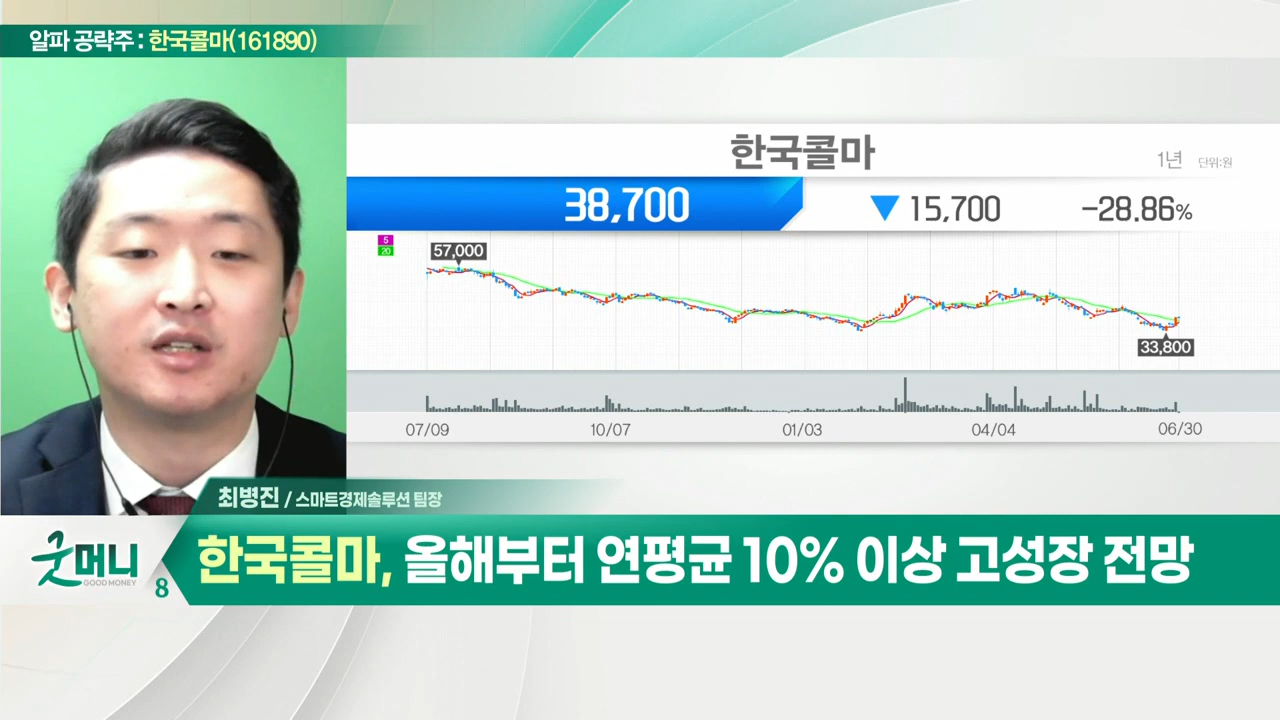 알파 공략주 : 한국콜마(161890)
한국콜마
1년 단위:원
38,700 ▼ 15,700 -28.86%
5
20
57,000
33,800
07/09 10/07 01/03 04/04 06/30
최병진 / 스마트경제솔루션 팀장
굿머니
GOOD MONEY
8
한국콜마, 올해부터 연평균 10% 이상 고성장 전망